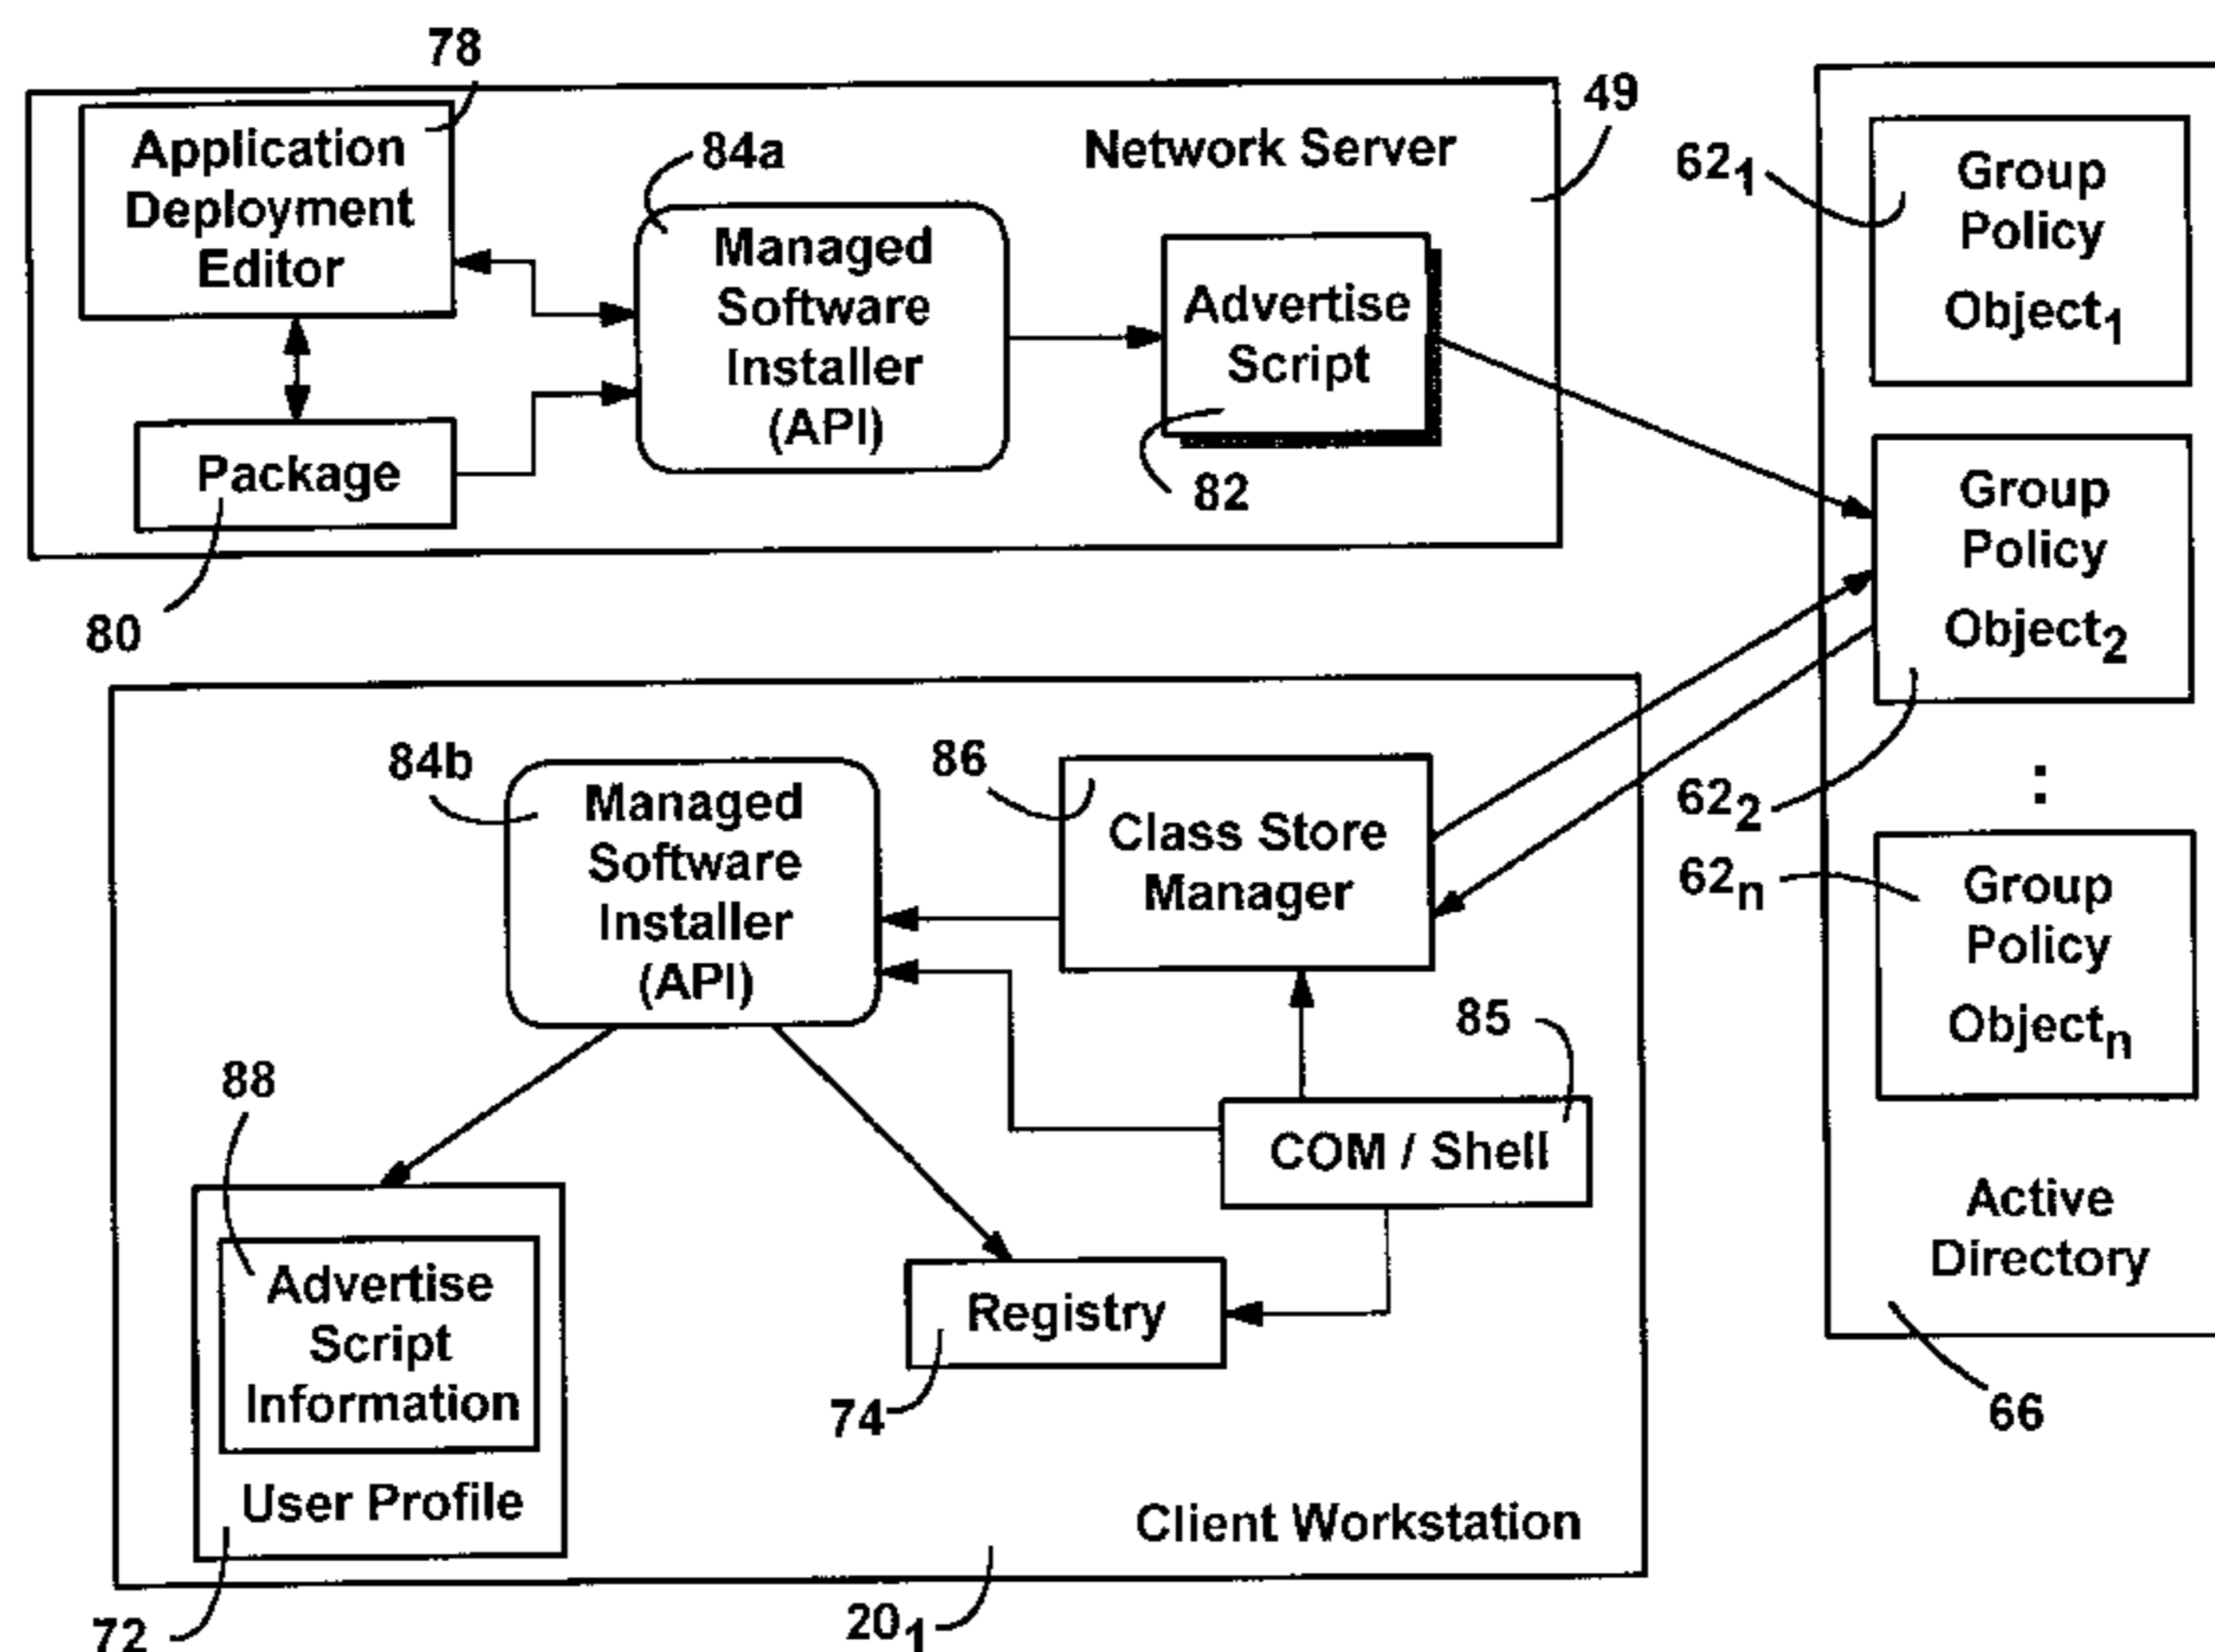 78
Application
Deployment
Editor
84a
Managed
Software
Installer
(API)
Network Server
49
Advertise
Script
82
Package
80
62₁
Group
Policy
Object₁
Group
Policy
Object₂
62₂
:
62ₙ
Group
Policy
Objectₙ
Active
Directory
66
84b
Managed
Software
Installer
(API)
86
Class Store
Manager
85
COM / Shell
88
Advertise
Script
Information
User Profile
72
Registry
74
Client Workstation
20₁